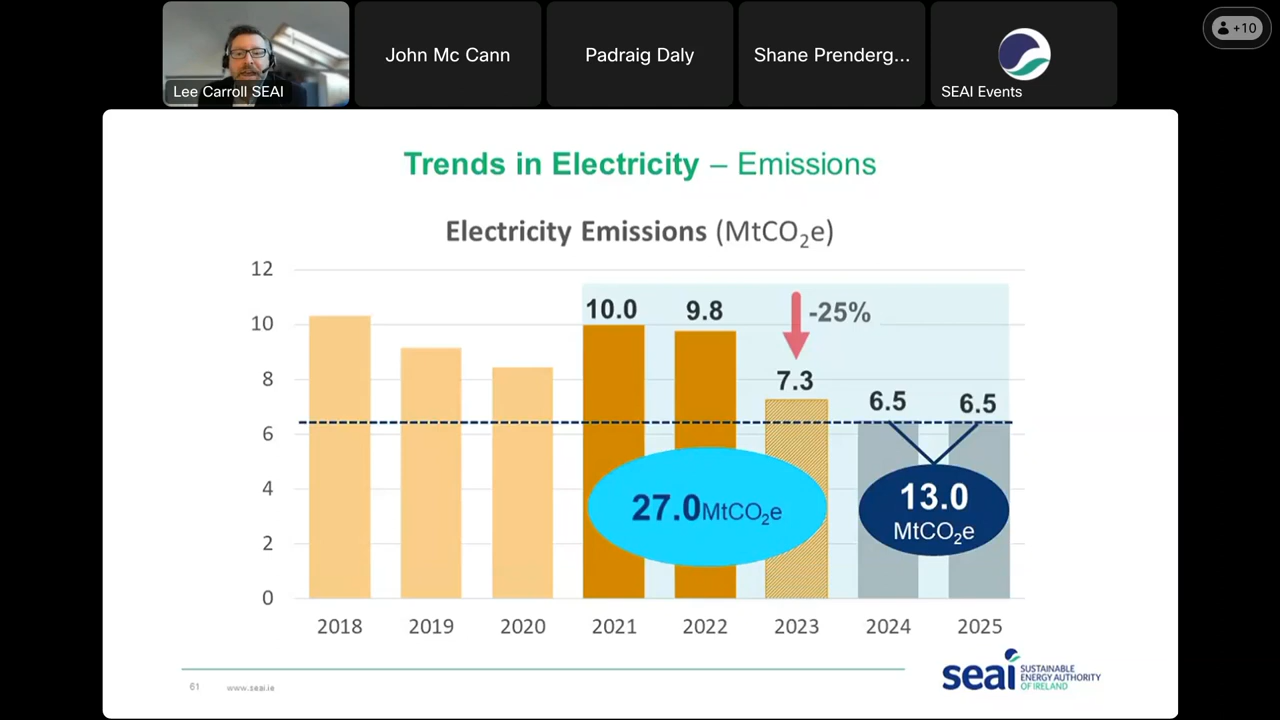 John Mc Cann
Padraig Daly
Shane Prenderg...
+10
Lee Carroll SEAI
SEAI Events
Trends in Electricity – Emissions
Electricity Emissions (MtCO₂e)
12
10
8
6
4
2
0
10.0
9.8
-25%
7.3
6.5
6.5
27.0MtCO₂e
13.0
MtCO₂e
2018 2019 2020 2021 2022 2023 2024 2025
61 www.seai.ie
seai SUSTAINABLE
ENERGY AUTHORITY
OF IRELAND